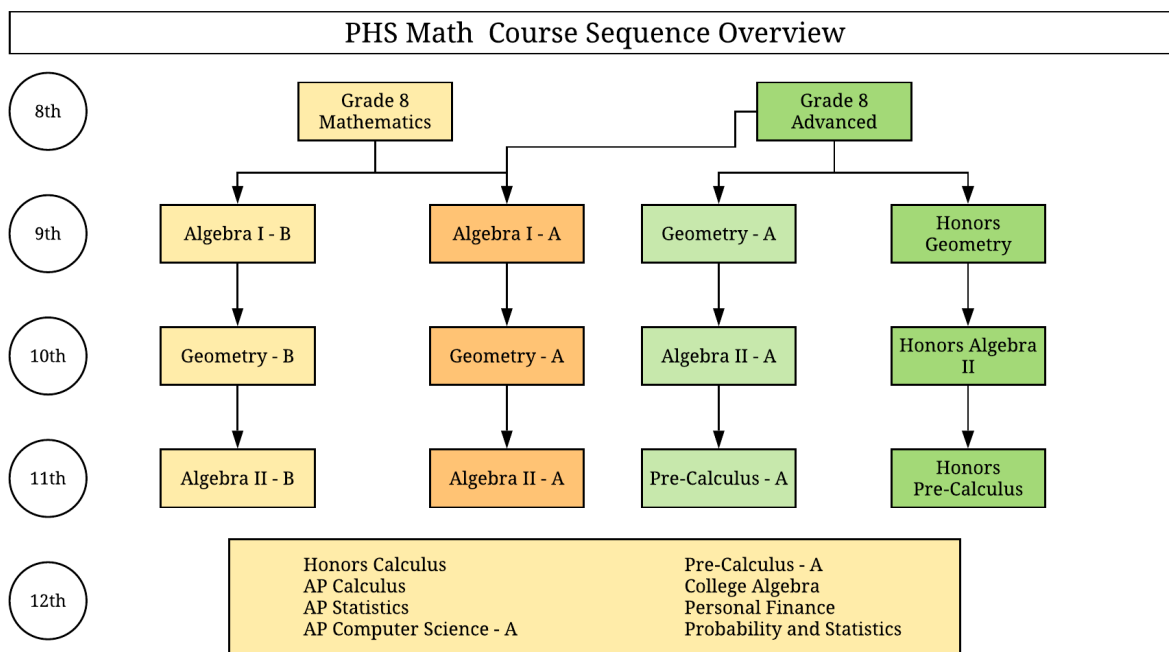 PHS Math  Course Sequence Overview
8th
Grade 8
Mathematics
Grade 8
Advanced
9th
Algebra I - B
Algebra I - A
Geometry - A
Honors
Geometry
10th
Geometry - B
Geometry - A
Algebra II - A
Honors Algebra
II
11th
Algebra II - B
Algebra II - A
Pre-Calculus - A
Honors
Pre-Calculus
12th
Honors Calculus
AP Calculus
AP Statistics
AP Computer Science - A
Pre-Calculus - A
College Algebra
Personal Finance
Probability and Statistics